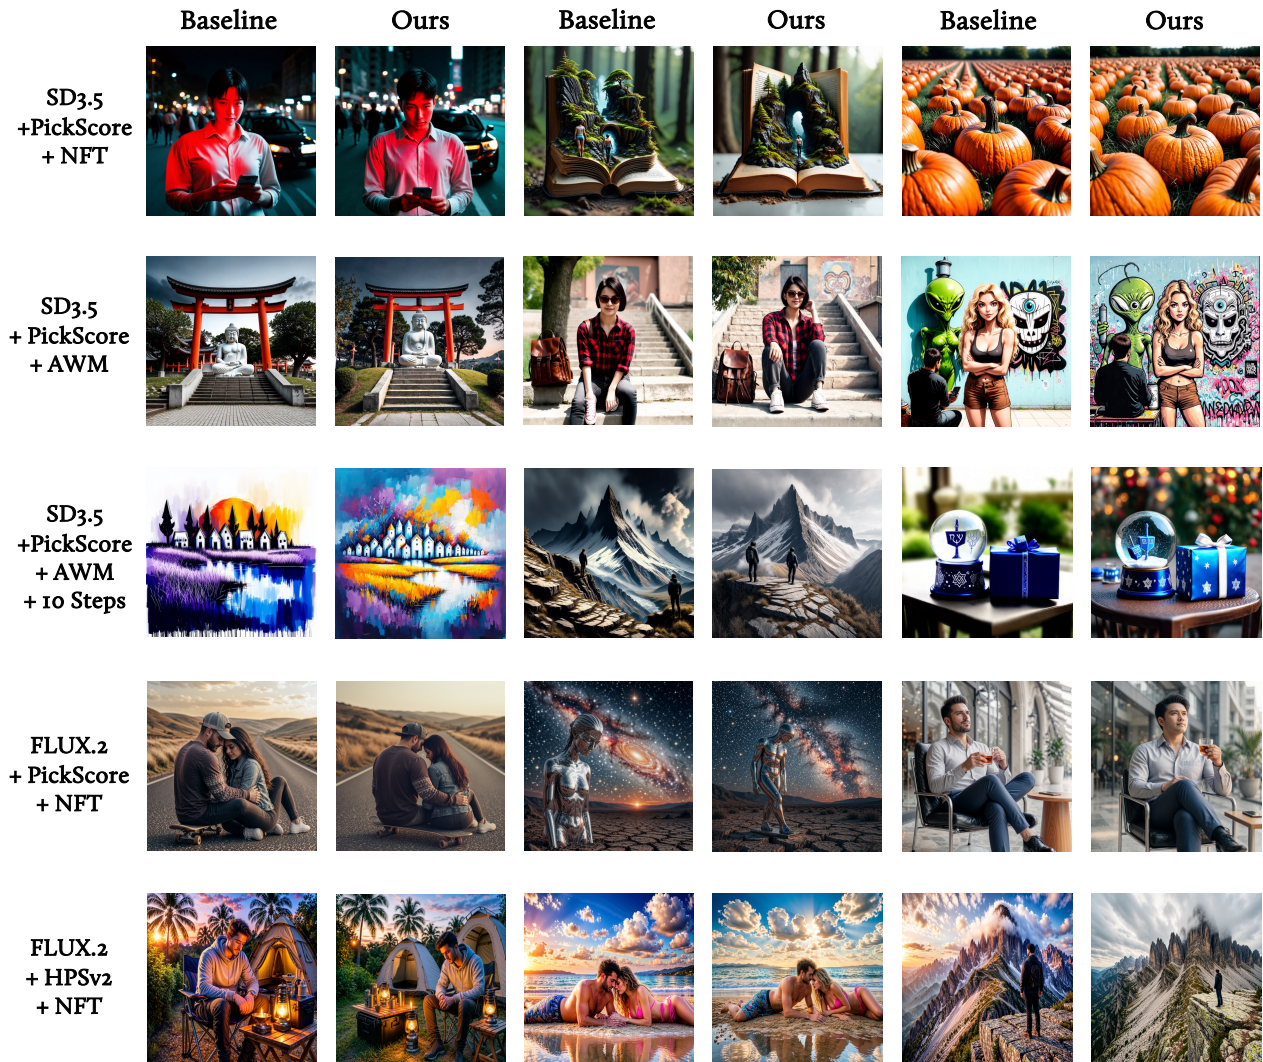 Baseline Ours Baseline Ours Baseline Ours
SD3.5
+PickScore
+ NFT
SD3.5
+ PickScore
+ AWM
SD3.5
+PickScore
+ AWM
+ 10 Steps
FLUX.2
+ PickScore
+ NFT
FLUX.2
+ HPSv2
+ NFT